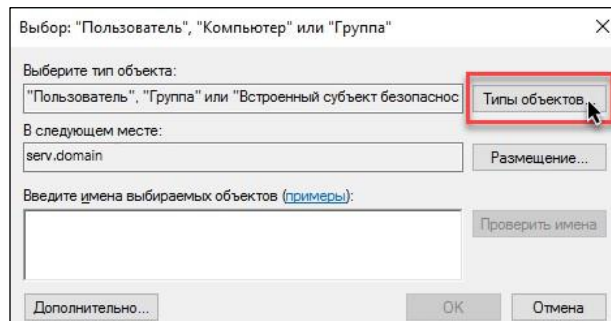 Выбор: "Пользователь", "Компьютер" или "Группа"
Выберите тип объекта:
"Пользователь", "Группа" или "Встроенный субъект безопаснос
Типы объектов...
В следующем месте:
serv.domain
Размещение...
Введите имена выбираемых объектов (примеры):
Проверить имена
Дополнительно...
ОК
Отмена